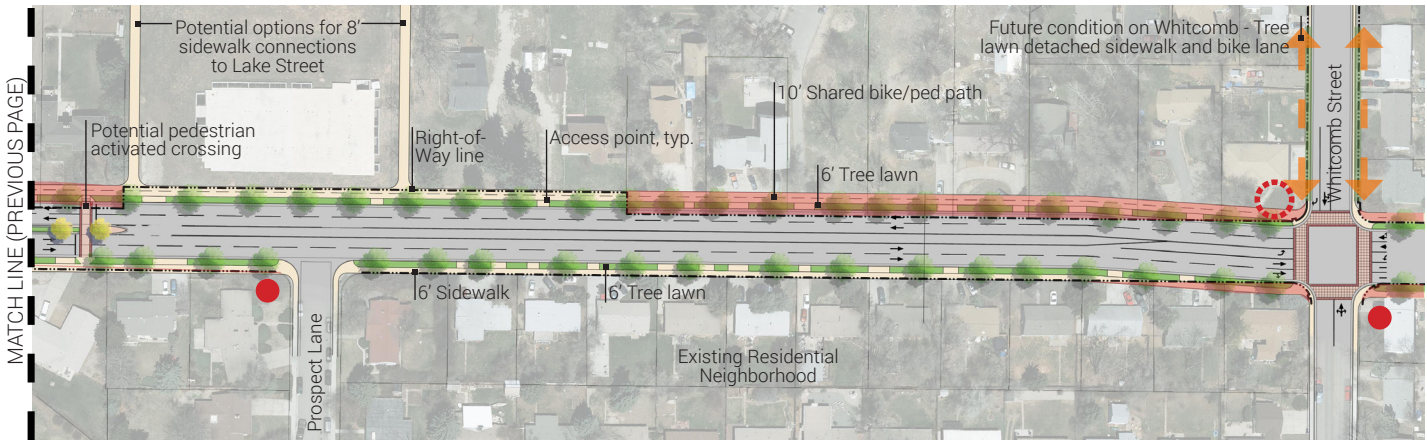 MATCH LINE (PREVIOUS PAGE)
Potential options for 8'
sidewalk connections
to Lake Street
Future condition on Whitcomb - Tree
lawn detached sidewalk and bike lane
Whitcomb Street
Potential pedestrian
activated crossing
Right-of-
Way line
Access point, typ.
10' Shared bike/ped path
6' Tree lawn
6' Sidewalk
6' Tree lawn
Prospect Lane
Existing Residential
Neighborhood